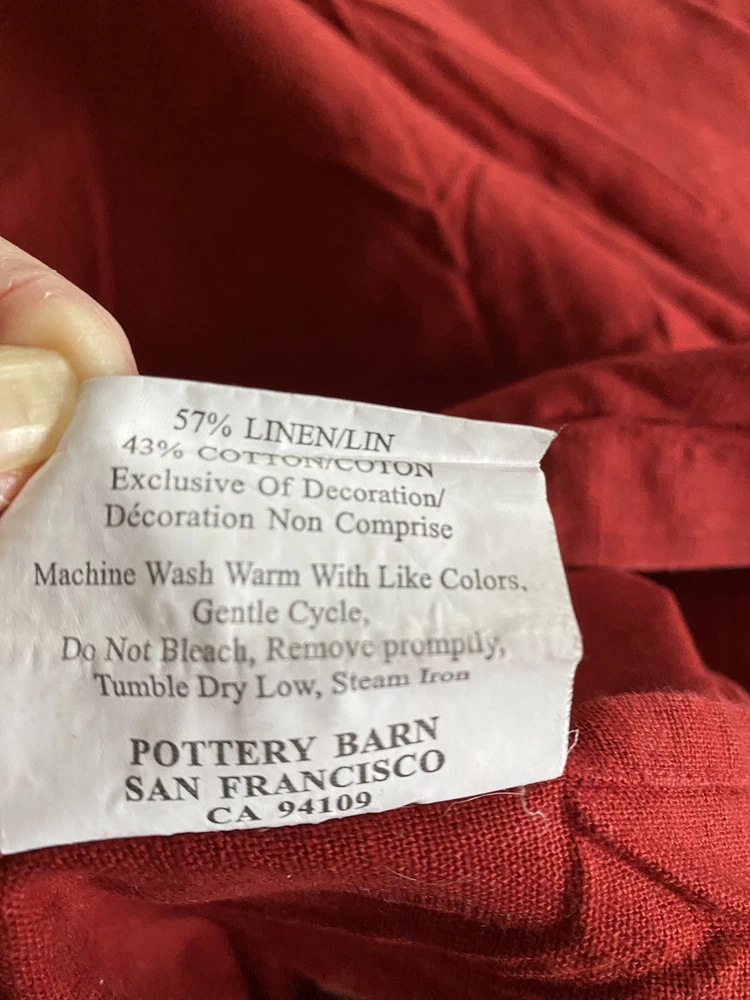 57% LINEN/LIN
43% COTTON/COTON
Exclusive Of Decoration/
Décoration Non Comprise
Machine Wash Warm With Like Colors,
Gentle Cycle,
Do Not Bleach, Remove promptly,
Tumble Dry Low, Steam Iron
POTTERY BARN
SAN FRANCISCO
CA 94109